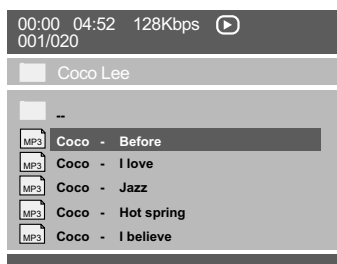 00:00 04:52 128Kbps
001/020
Coco Lee
--
MP3 Coco - Before
MP3 Coco - I love
MP3 Coco - Jazz
MP3 Coco - Hot spring
MP3 Coco - I believe